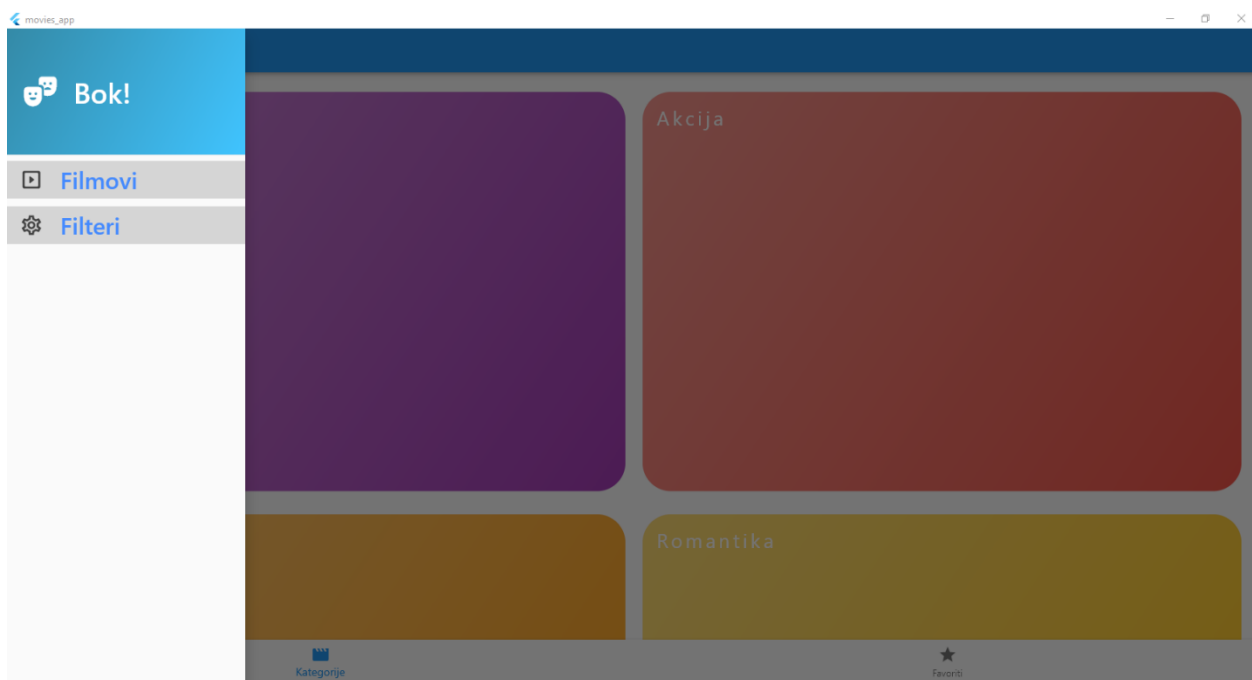 movies_app
Bok!
Filmovi
Filteri
Akcija
Romantika
Kategorije
Favoriti